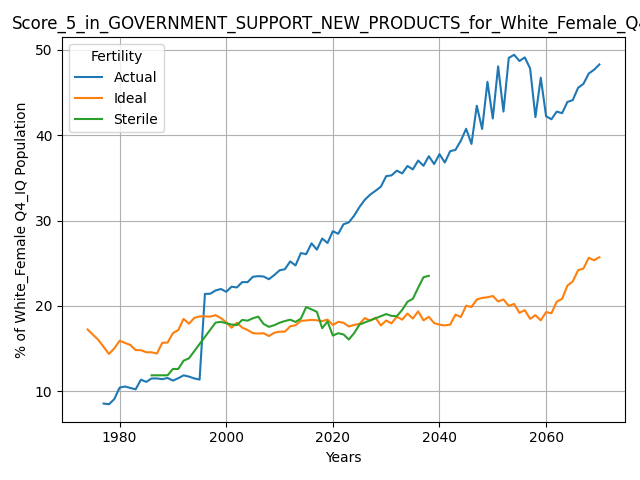 Score_5_in_GOVERNMENT_SUPPORT_NEW_PRODUCTS_for_White_Female_Q4
% of White_Female Q4_IQ Population
50
40
30
20
10
Fertility
Actual
Ideal
Sterile
1980 2000 2020 2040 2060
Years